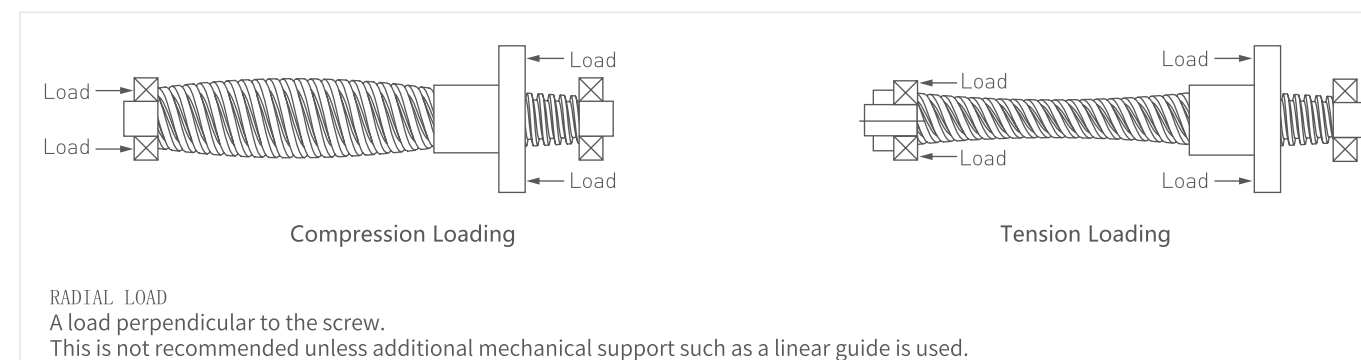 Load
Load
Load
Load
Compression Loading
Load
Load
Load
Load
Tension Loading
RADIAL LOAD
A load perpendicular to the screw.
This is not recommended unless additional mechanical support such as a linear guide is used.